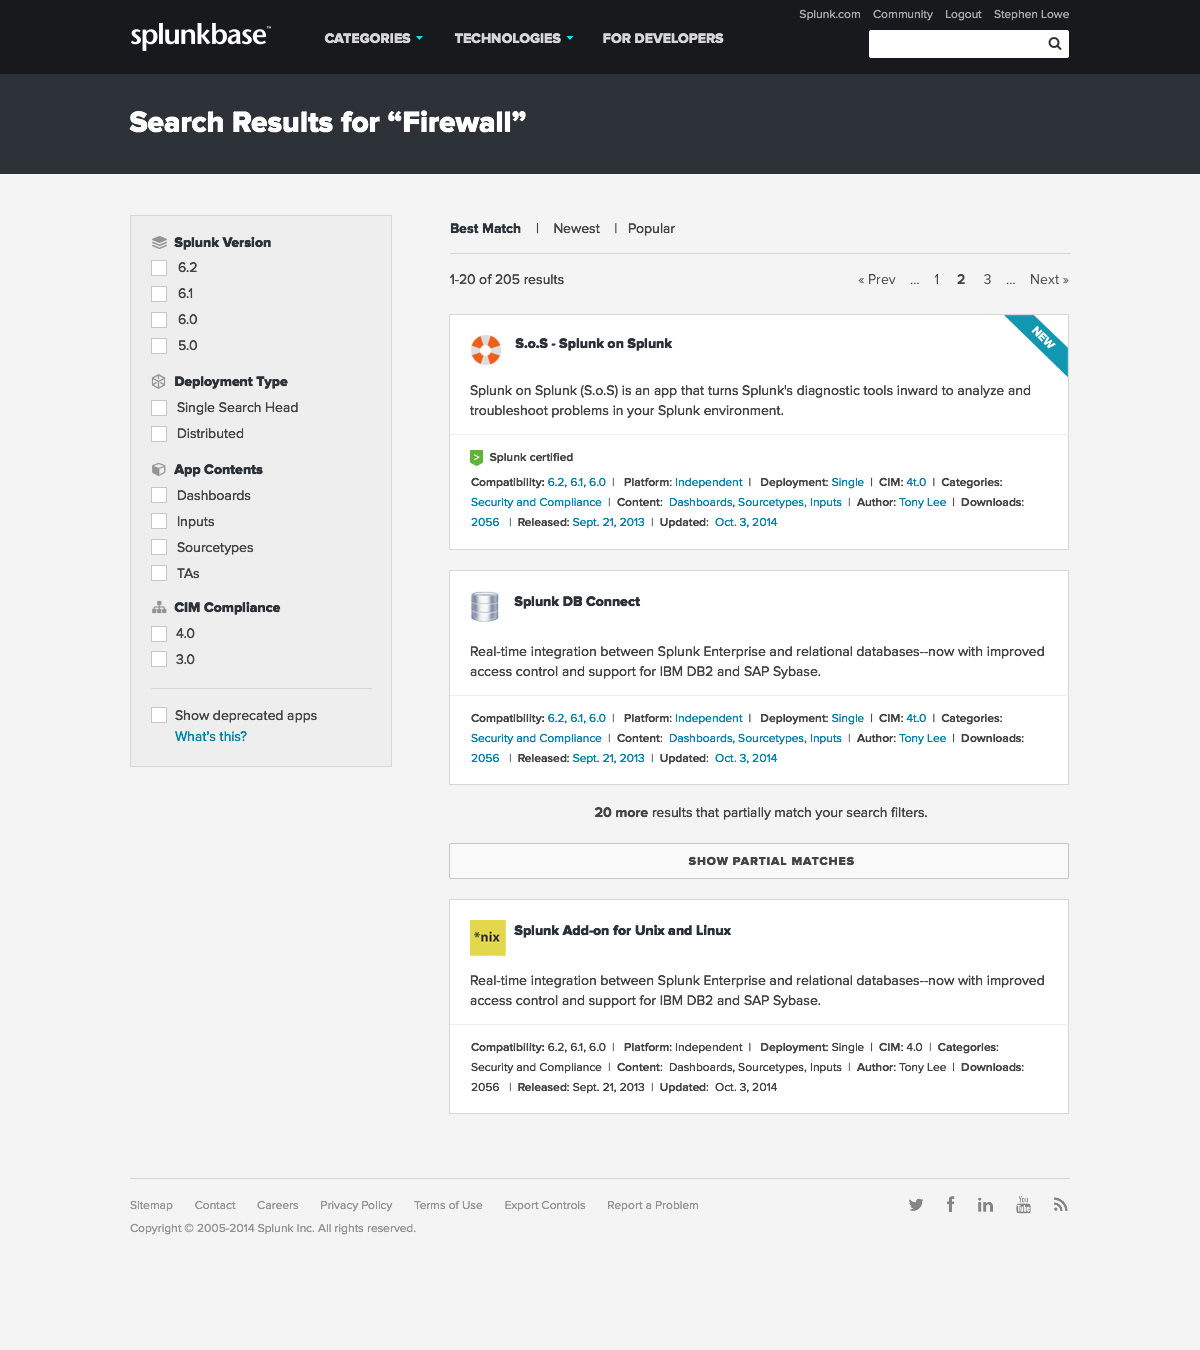 Splunk.com Community Logout Stephen Lowe
splunkbase™ CATEGORIES TECHNOLOGIES FOR DEVELOPERS
Search Results for “Firewall”
Splunk Version
6.2
6.1
6.0
5.0
Deployment Type
Single Search Head
Distributed
App Contents
Dashboards
Inputs
Sourcetypes
TAs
CIM Compliance
4.0
3.0
Show deprecated apps
What's this?
Best Match | Newest | Popular
1-20 of 205 results « Prev ... 1 2 3 ... Next »
S.o.S - Splunk on Splunk
NEW
Splunk on Splunk (S.o.S) is an app that turns Splunk's diagnostic tools inward to analyze and
troubleshoot problems in your Splunk environment.
> Splunk certified
Compatibility: 6.2, 6.1, 6.0 | Platform: Independent | Deployment: Single | CIM: 4t.0 | Categories:
Security and Compliance | Content: Dashboards, Sourcetypes, Inputs | Author: Tony Lee | Downloads:
2056 | Released: Sept. 21, 2013 | Updated: Oct. 3, 2014
Splunk DB Connect
Real-time integration between Splunk Enterprise and relational databases--now with improved
access control and support for IBM DB2 and SAP Sybase.
Compatibility: 6.2, 6.1, 6.0 | Platform: Independent | Deployment: Single | CIM: 4t.0 | Categories:
Security and Compliance | Content: Dashboards, Sourcetypes, Inputs | Author: Tony Lee | Downloads:
2056 | Released: Sept. 21, 2013 | Updated: Oct. 3, 2014
20 more results that partially match your search filters.
SHOW PARTIAL MATCHES
*nix Splunk Add-on for Unix and Linux
Real-time integration between Splunk Enterprise and relational databases--now with improved
access control and support for IBM DB2 and SAP Sybase.
Compatibility: 6.2, 6.1, 6.0 | Platform: Independent | Deployment: Single | CIM: 4.0 | Categories:
Security and Compliance | Content: Dashboards, Sourcetypes, Inputs | Author: Tony Lee | Downloads:
2056 | Released: Sept. 21, 2013 | Updated: Oct. 3, 2014
Sitemap Contact Careers Privacy Policy Terms of Use Export Controls Report a Problem
You Tube
Copyright © 2005-2014 Splunk Inc. All rights reserved.